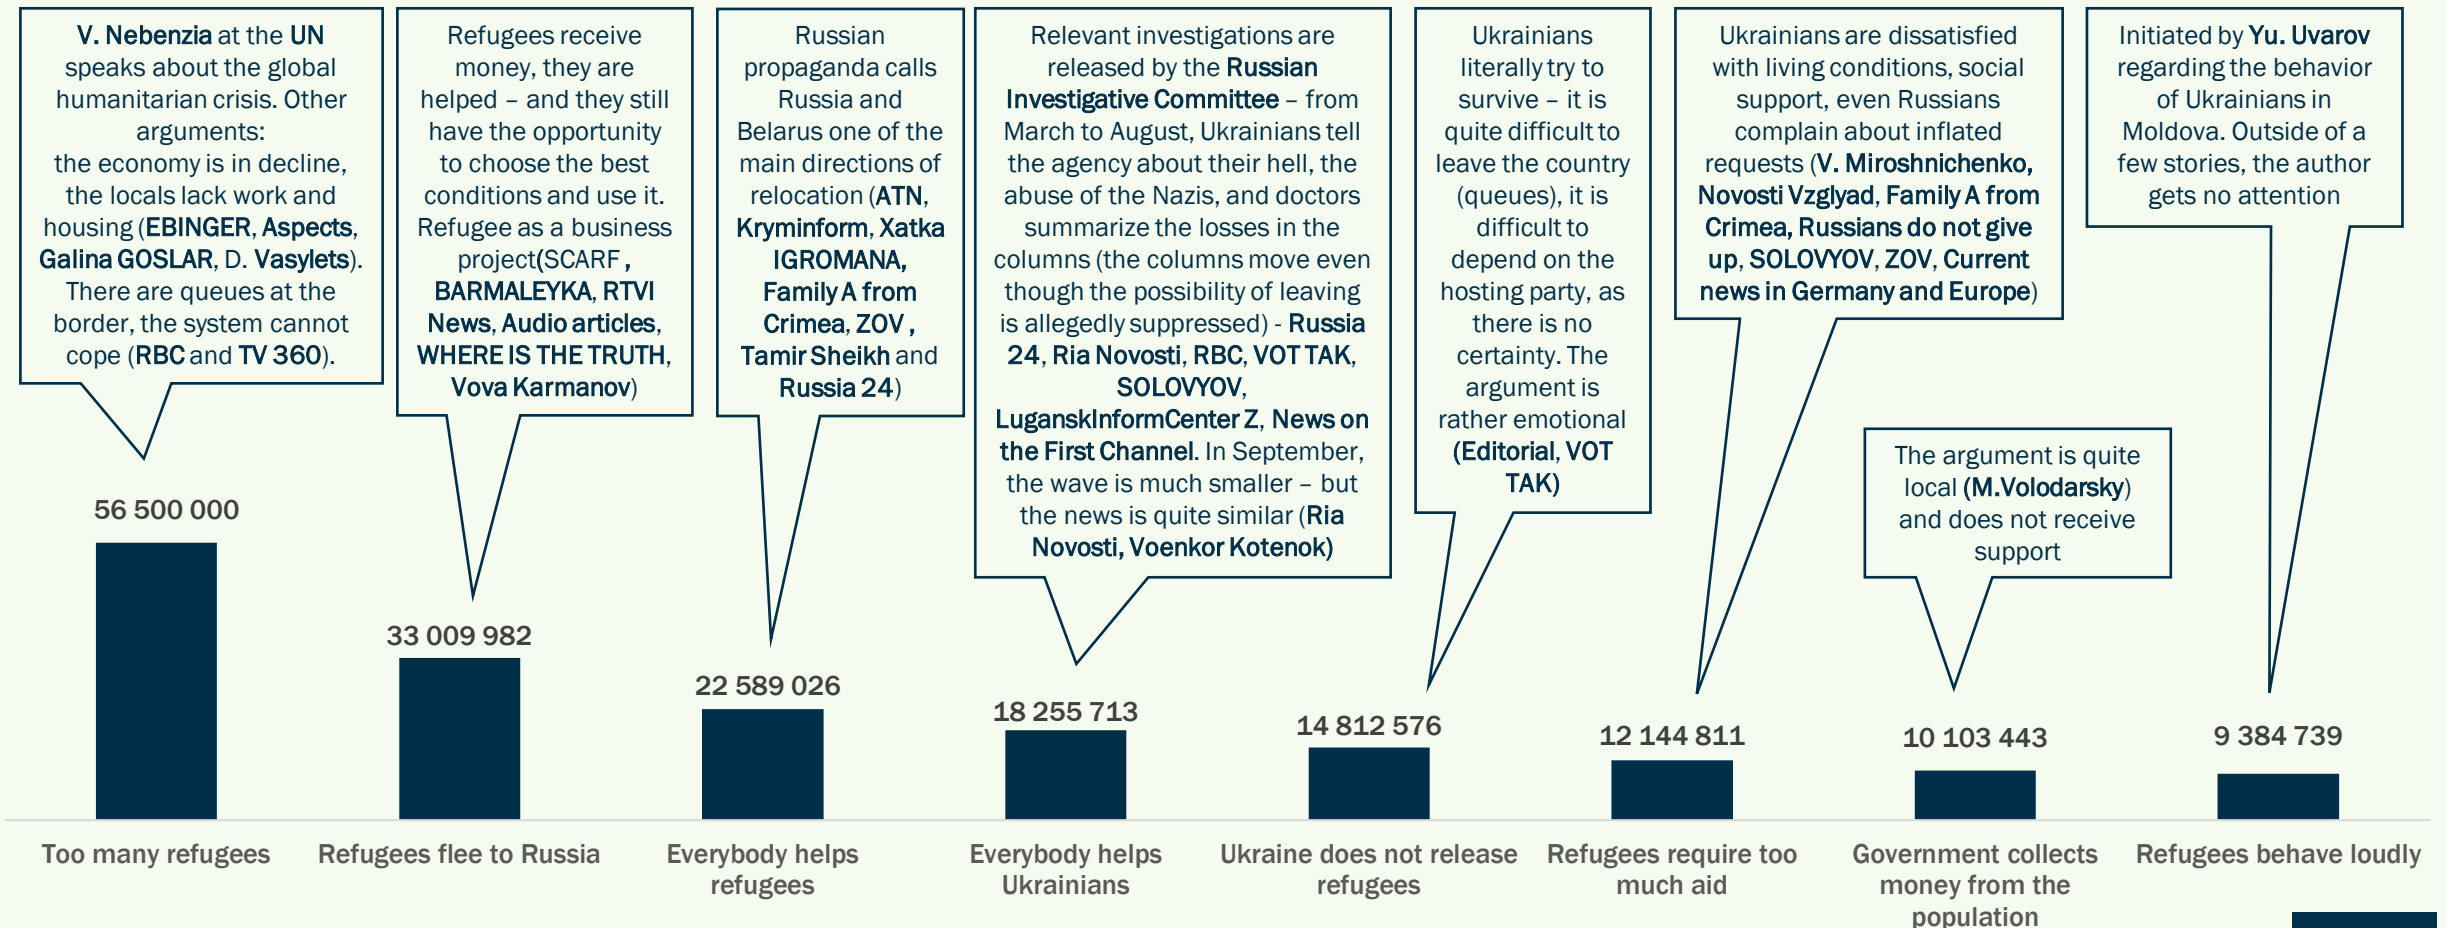 V. Nebenzia at the UN
speaks about the global
humanitarian crisis. Other
arguments:
the economy is in decline,
the locals lack work and
housing (EBINGER, Aspects,
Galina GOSLAR, D. Vasylets).
There are queues at the
border, the system cannot
cope (RBC and TV 360).
Refugees receive
money, they are
helped – and they still
have the opportunity
to choose the best
conditions and use it.
Refugee as a business
project(SCARF ,
BARMALEYKA, RTVI
News, Audio articles,
WHERE IS THE TRUTH,
Vova Karmanov)
Russian
propaganda calls
Russia and
Belarus one of the
main directions of
relocation (ATN,
Kryminform, Xatka
IGROMANA,
Family A from
Crimea, ZOV ,
Tamir Sheikh and
Russia 24)
Relevant investigations are
released by the Russian
Investigative Committee – from
March to August, Ukrainians tell
the agency about their hell, the
abuse of the Nazis, and doctors
summarize the losses in the
columns (the columns move even
though the possibility of leaving
is allegedly suppressed) - Russia
24, Ria Novosti, RBC, VOT TAK,
SOLOVYOV,
LuganskInformCenter Z, News on
the First Channel. In September,
the wave is much smaller – but
the news is quite similar (Ria
Novosti, Voenkor Kotenok)
Ukrainians
literally try to
survive – it is
quite difficult to
leave the country
(queues), it is
difficult to
depend on the
hosting party, as
there is no
certainty. The
argument is
rather emotional
(Editorial, VOT
TAK)
Ukrainians are dissatisfied
with living conditions, social
support, even Russians
complain about inflated
requests (V. Miroshnichenko,
Novosti Vzglyad, Family A from
Crimea, Russians do not give
up, SOLOVYOV, ZOV, Current
news in Germany and Europe)
The argument is quite
local (M.Volodarsky)
and does not receive
support
Initiated by Yu. Uvarov
regarding the behavior
of Ukrainians in
Moldova. Outside of a
few stories, the author
gets no attention
56 500 000
33 009 982
22 589 026
18 255 713
14 812 576
12 144 811
10 103 443
9 384 739
Too many refugees
Refugees flee to Russia
Everybody helps
refugees
Everybody helps
Ukrainians
Ukraine does not release
refugees
Refugees require too
much aid
Government collects
money from the
population
Refugees behave loudly